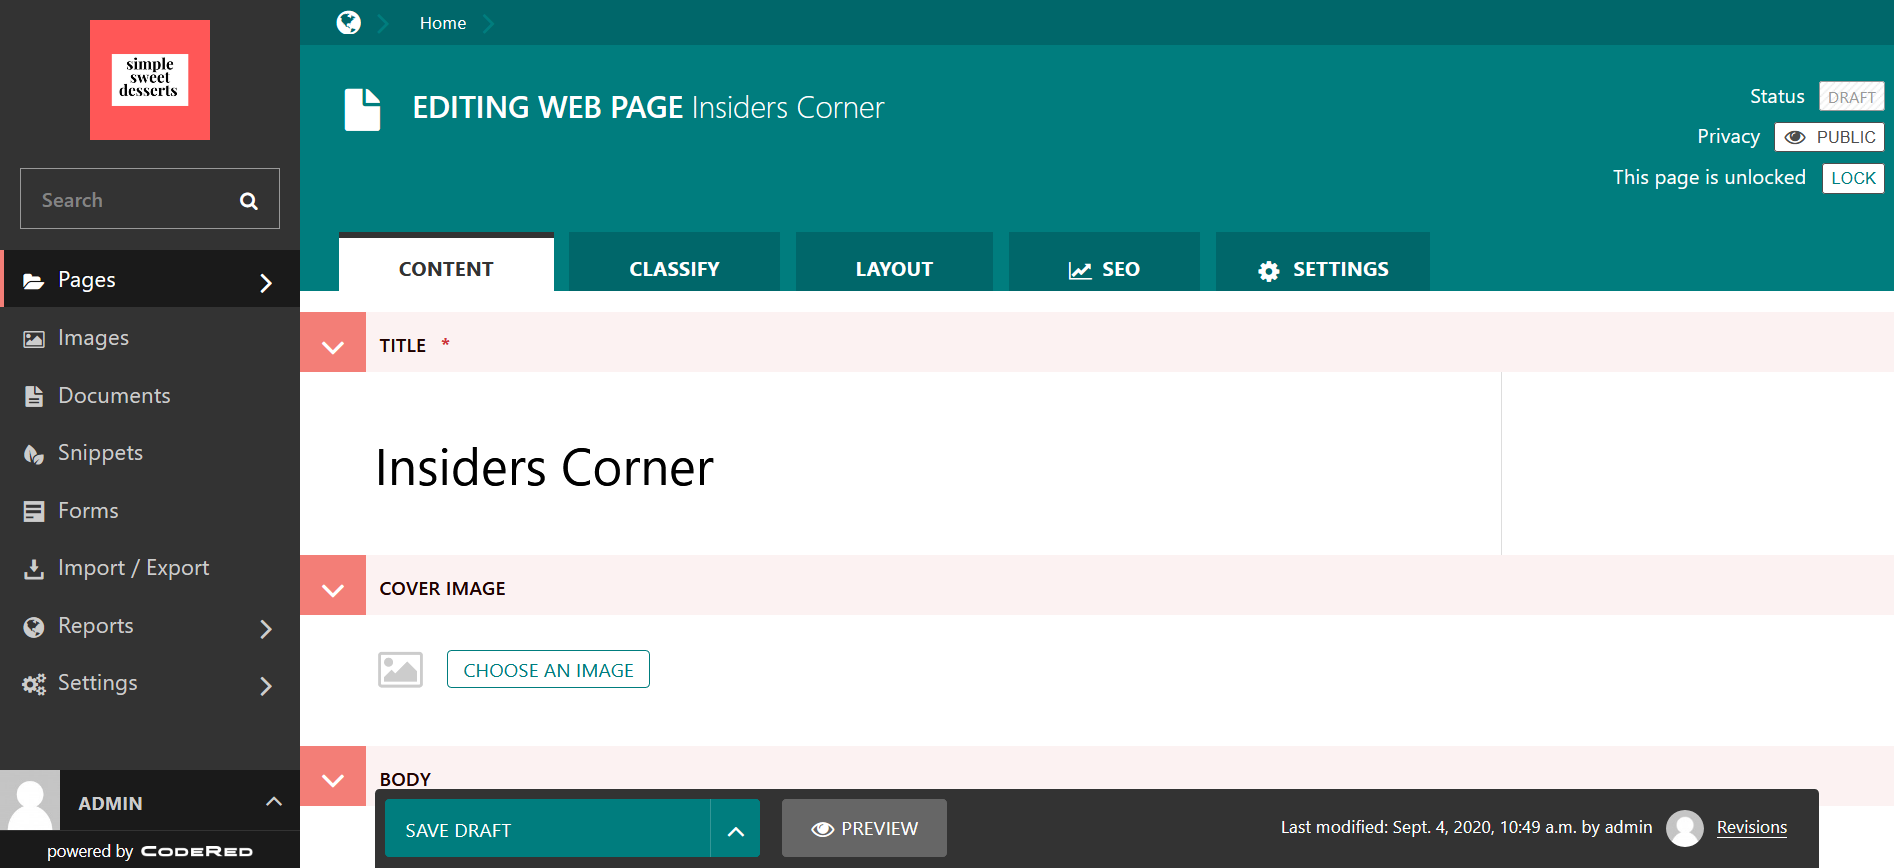 simple
sweet
desserts
Search
Pages
Images
Documents
Snippets
Forms
Import / Export
Reports
Settings
ADMIN
powered by CODERED
Home
EDITING WEB PAGE Insiders Corner
Status DRAFT
Privacy PUBLIC
This page is unlocked LOCK
CONTENT CLASSIFY LAYOUT SEO SETTINGS
TITLE *
Insiders Corner
COVER IMAGE
CHOOSE AN IMAGE
BODY
SAVE DRAFT PREVIEW Last modified: Sept. 4, 2020, 10:49 a.m. by admin Revisions